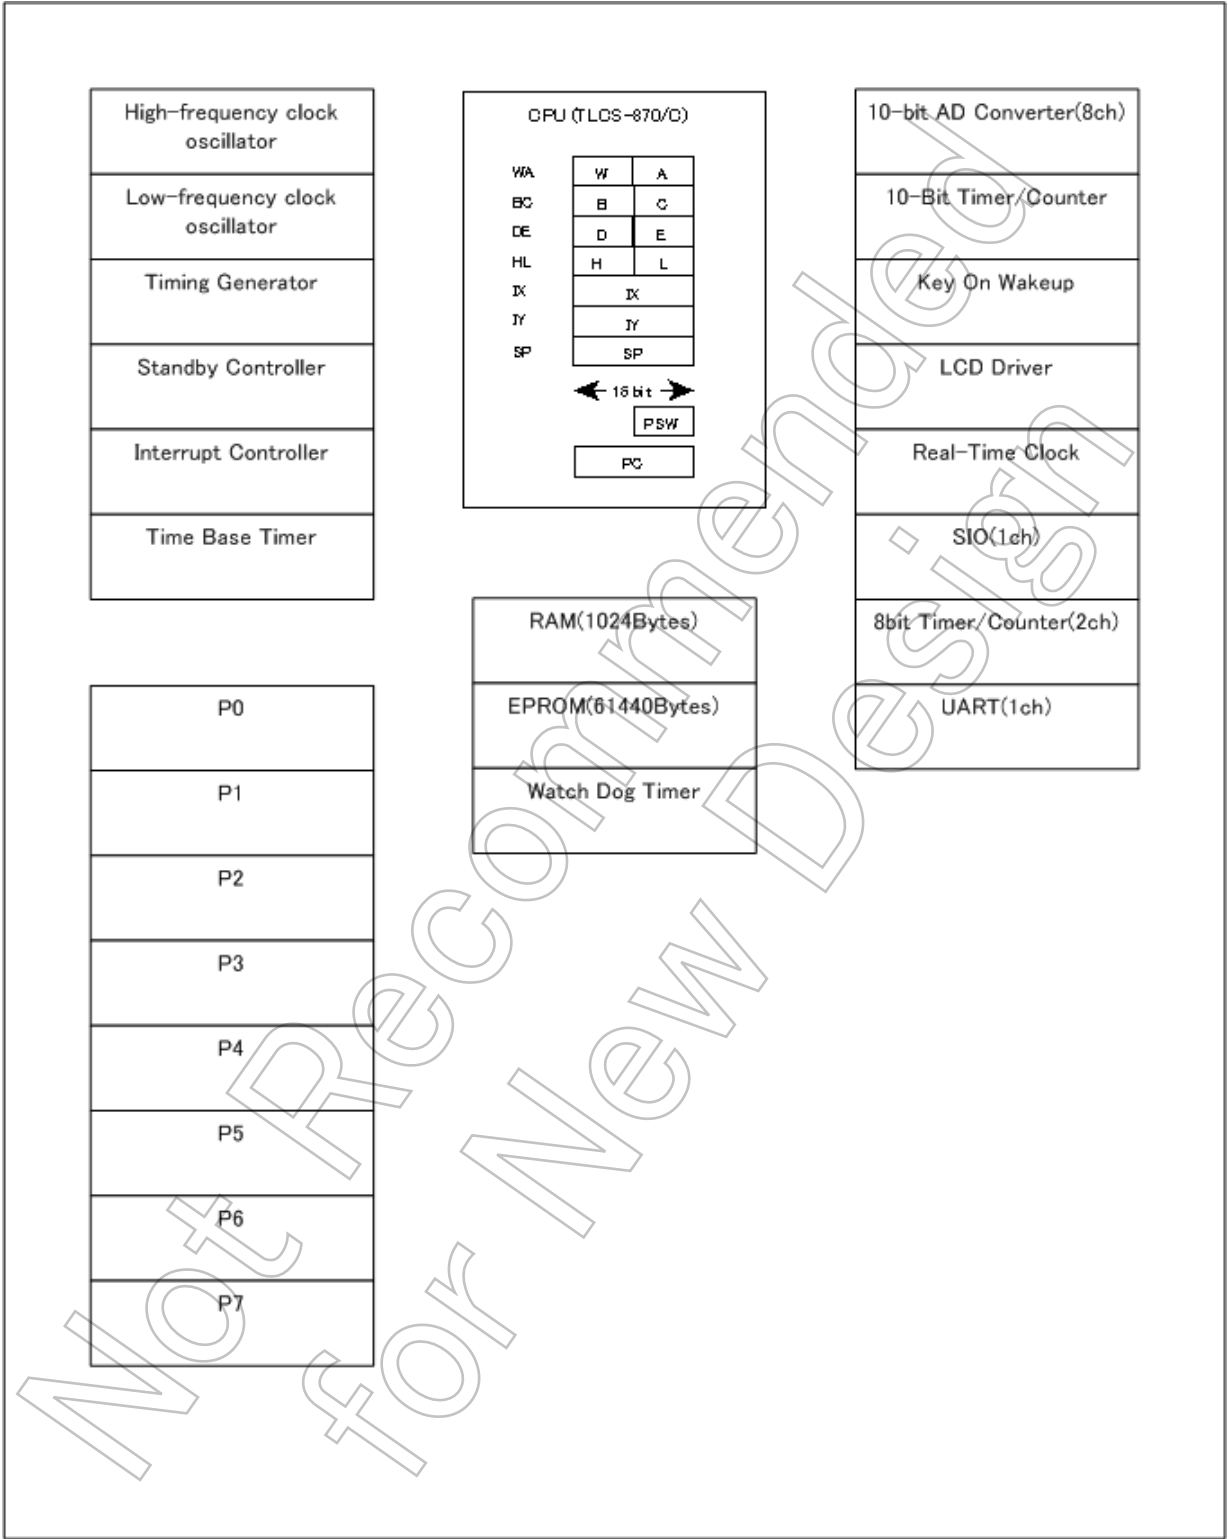 High-frequency clock
oscillator
Low-frequency clock
oscillator
Timing Generator
Standby Controller
Interrupt Controller
Time Base Timer
CPU (TLCS-870/C)
WA W A
BC B C
DE D E
HL H L
IX IX
IY IY
SP SP
16 bit
PSW
PC
10-bit AD Converter(8ch)
10-Bit Timer/Counter
Key On Wakeup
LCD Driver
Real-Time Clock
SIO(1ch)
8bit Timer/Counter(2ch)
UART(1ch)
RAM(1024Bytes)
EPROM(61440Bytes)
Watch Dog Timer
P0
P1
P2
P3
P4
P5
P6
P7
Not Recommended
for New Design